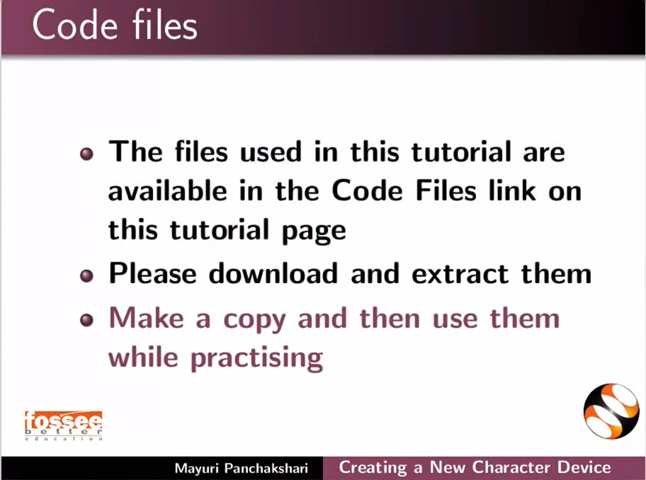 Code files
The files used in this tutorial are
available in the Code Files link on
this tutorial page
Please download and extract them
Make a copy and then use them
while practising
fossee
better
education
Mayuri Panchakshari Creating a New Character Device